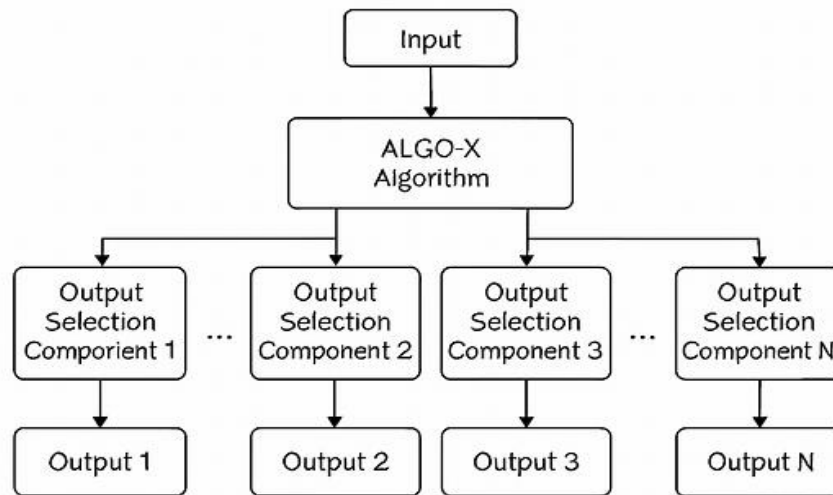 Input
ALGO-X
Algorithm
Output
Selection
Comporient 1
...
Output
Selection
Component 2
Output
Selection
Component 3
...
Output
Selection
Component N
Output 1
Output 2
Output 3
Output N